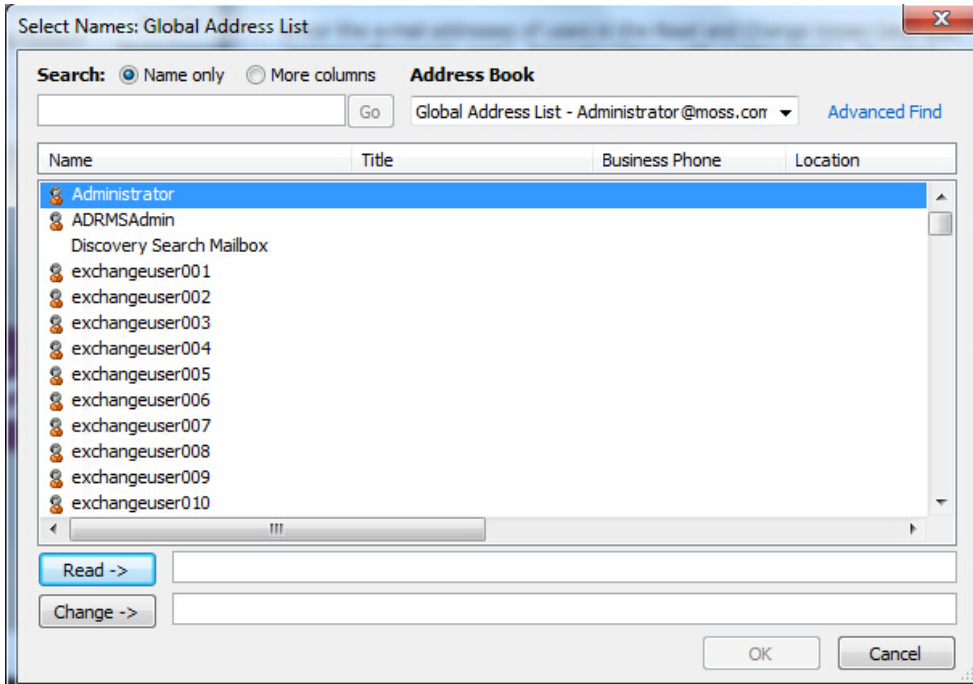 Select Names: Global Address List
Search: Name only More columns Address Book
Go Global Address List - Administrator@moss.com Advanced Find
Name Title Business Phone Location
Administrator
ADRMSAdmin
Discovery Search Mailbox
exchangeuser001
exchangeuser002
exchangeuser003
exchangeuser004
exchangeuser005
exchangeuser006
exchangeuser007
exchangeuser008
exchangeuser009
exchangeuser010
Read ->
Change ->
OK Cancel